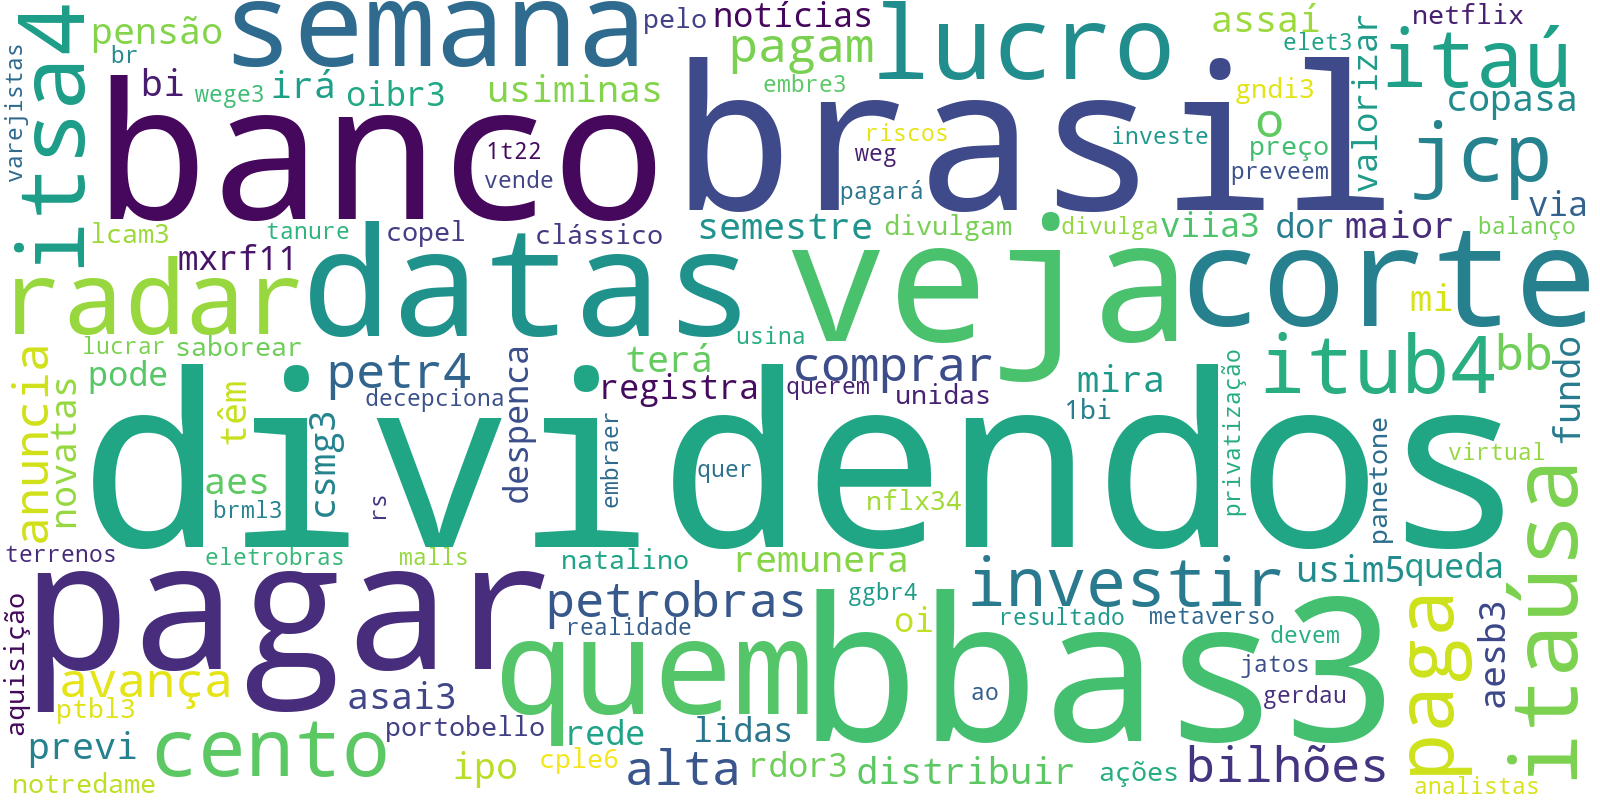 semana
pelo
notícias
lucro
assaí
netflix
varejistas
itsa4
pensão
br
pagam
elet3
valorizar
itaú
bi
wege3
irá
oibr3
usiminas
embre3
gndi3
copasa
banco
1t22
vende
brasil
riscos
weg
pagará
investe
o
preço
preveem
jcp
via
lcam3
tanure
copel
clássico
semestre
divulgam
divulga
viia3
dor
maior
balanço
mxrf11
radar
datas
veja
corte
mi
usina
lucrar
saborear
pode
petr4
terá
comprar
itub4
bb
fundo
anuncia
novatas
têm
decepciona
despenca
registra
querem
unidas
mira
1bi
privatização
panetone
virtual
dividendos
aes
brml3
csmg3
rs
embraer
quer
nflx34
itaúsa
terrenos
eletrobras
malls
natalino
remunera
investir
usim5
queda
pagar
petrobras
realidade
ggbr4
oi
resultado
metaverso
devem
paga
aesb3
aquisição
avança
ptbl3
asai3
quem
bbas3
ao
jatos
gerdau
previ
cento
portobello
rede
lidas
notredame
ipo
cple6
alta
rdor3
distribuir
ações
bilhões
analistas